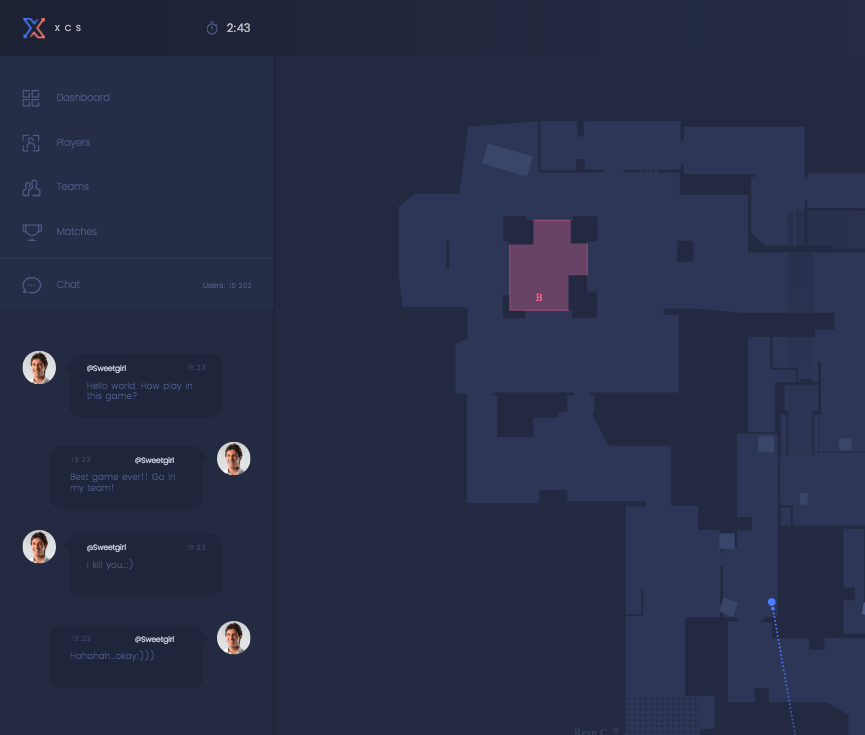 XCS
2:43
Dashboard
Players
Teams
Matches
Chat
Users: 10 202
@Sweetgirl 19:23
Hello world. How play in
this game?
19:23 @Sweetgirl
Best game ever!! Go in
my team!
@Sweetgirl 19:23
I kill you..:)
19:23 @Sweetgirl
Hahahah...okay:)))
B
Resp C. T.